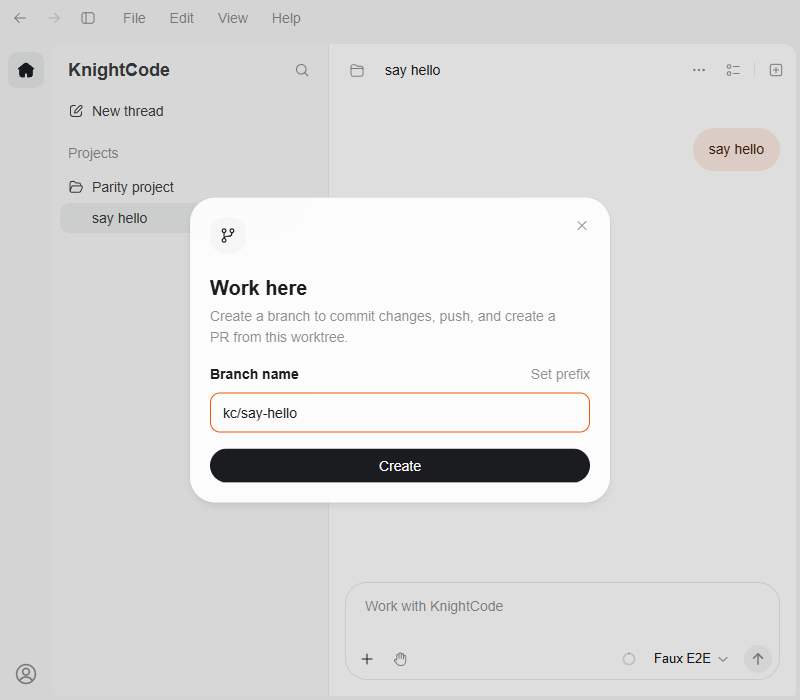 File Edit View Help
KnightCode
say hello
New thread
say hello
Projects
Parity project
say hello
Work here
Create a branch to commit changes, push, and create a
PR from this worktree.
Branch name Set prefix
kc/say-hello
Create
Work with KnightCode
Faux E2E